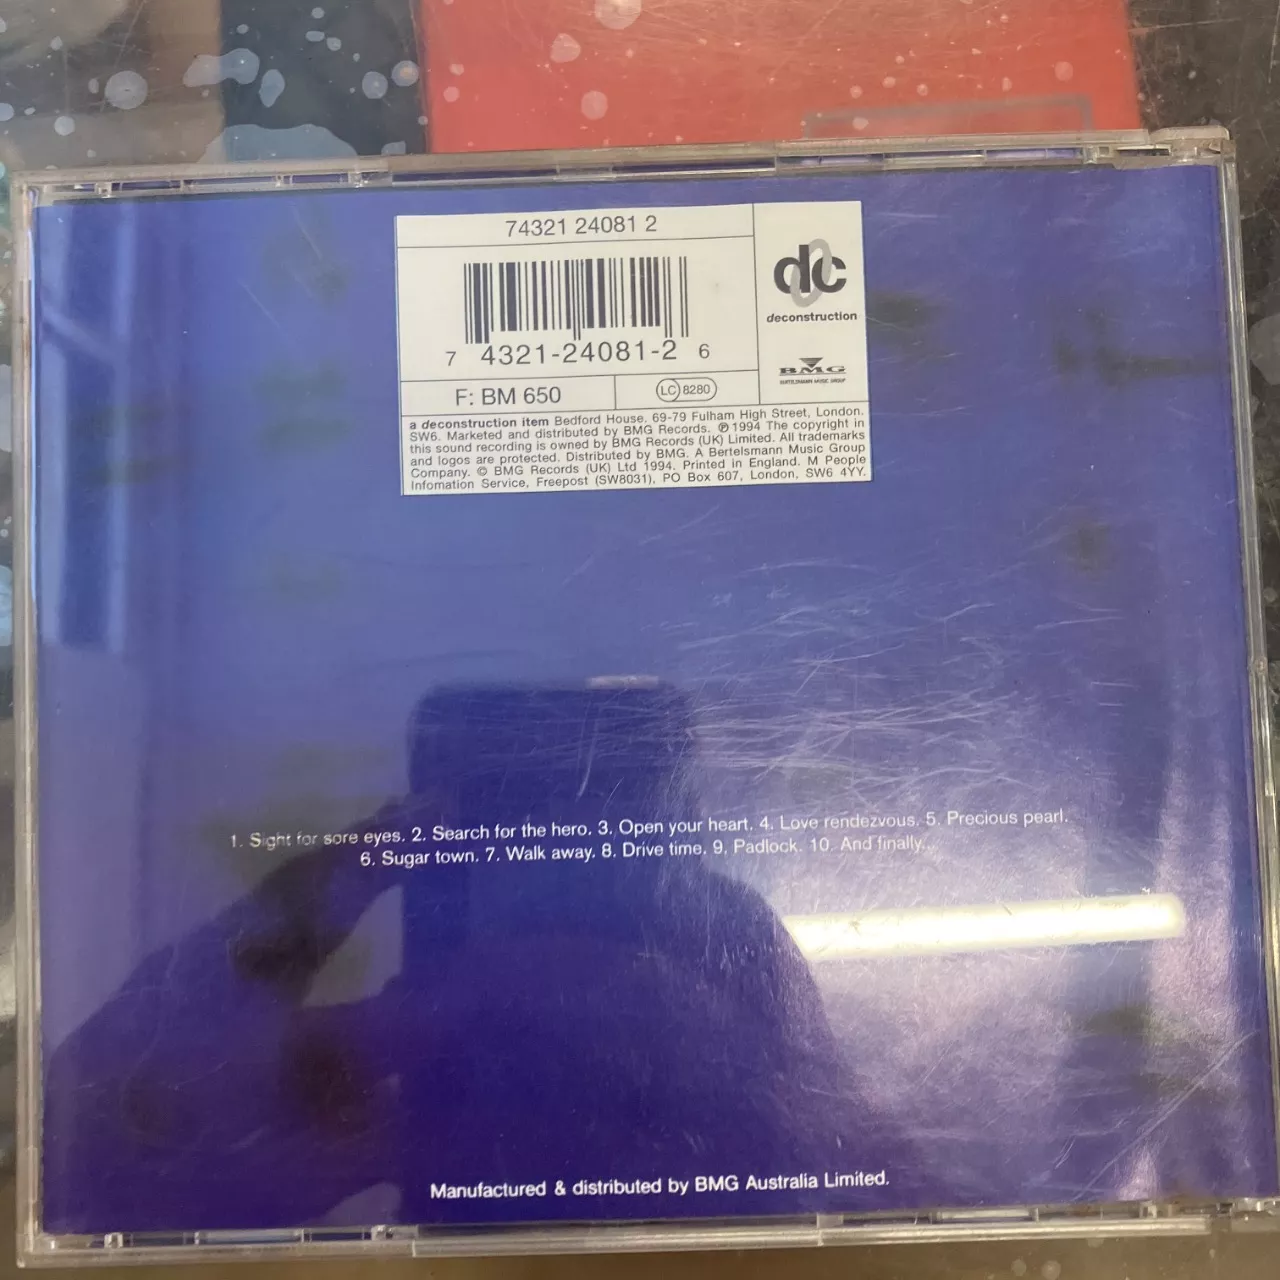 74321 24081 2
7 4321-24081-2 6
F: BM 650
LC 8280
dc
deconstruction
BMG
BERTELSMANN MUSIC GROUP
a deconstruction item Bedford House, 69-79 Fulham High Street, London.
SW6. Marketed and distributed by BMG Records. ℗1994 The copyright in
this sound recording is owned by BMG Records (UK) Limited. All trademarks
and logos are protected. Distributed by BMG. A Bertelsmann Music Group
Company. © BMG Records (UK) Ltd 1994. Printed in England. M People
Infomation Service, Freepost (SW8031), PO Box 607, London, SW6 4YY.
1. Sight for sore eyes. 2. Search for the hero. 3. Open your heart. 4. Love rendezvous. 5. Precious pearl.
6. Sugar town. 7. Walk away. 8. Drive time. 9. Padlock. 10. And finally...
Manufactured & distributed by BMG Australia Limited.